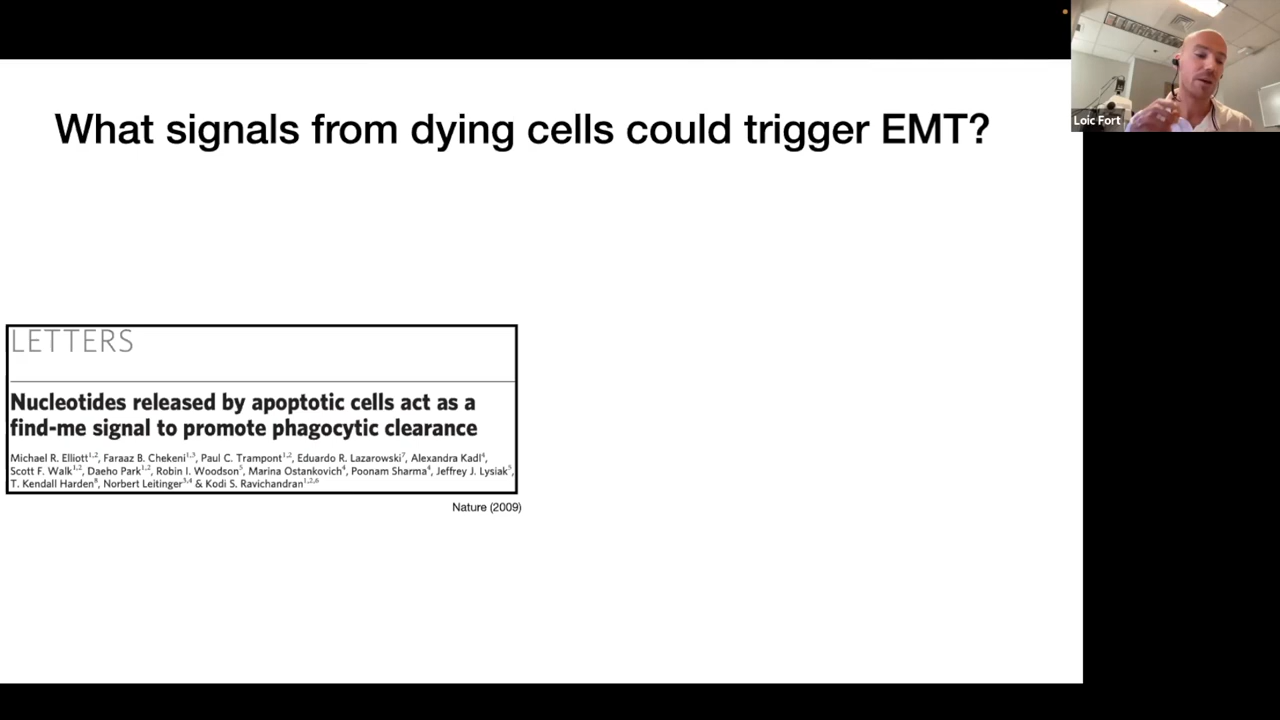 What signals from dying cells could trigger EMT?
Loic Fort
LETTERS
Nucleotides released by apoptotic cells act as a
find-me signal to promote phagocytic clearance
Michael R. Elliott1,2, Faraaz B. Chekeni1,3, Paul C. Trampont1,2, Eduardo R. Lazarowski7, Alexandra Kadl4,
Scott F. Walk1,2, Daeho Park1,2, Robin I. Woodson5, Marina Ostankovich4, Poonam Sharma4, Jeffrey J. Lysiak5,
T. Kendall Harden8, Norbert Leitinger3,4 & Kodi S. Ravichandran1,2,6
Nature (2009)